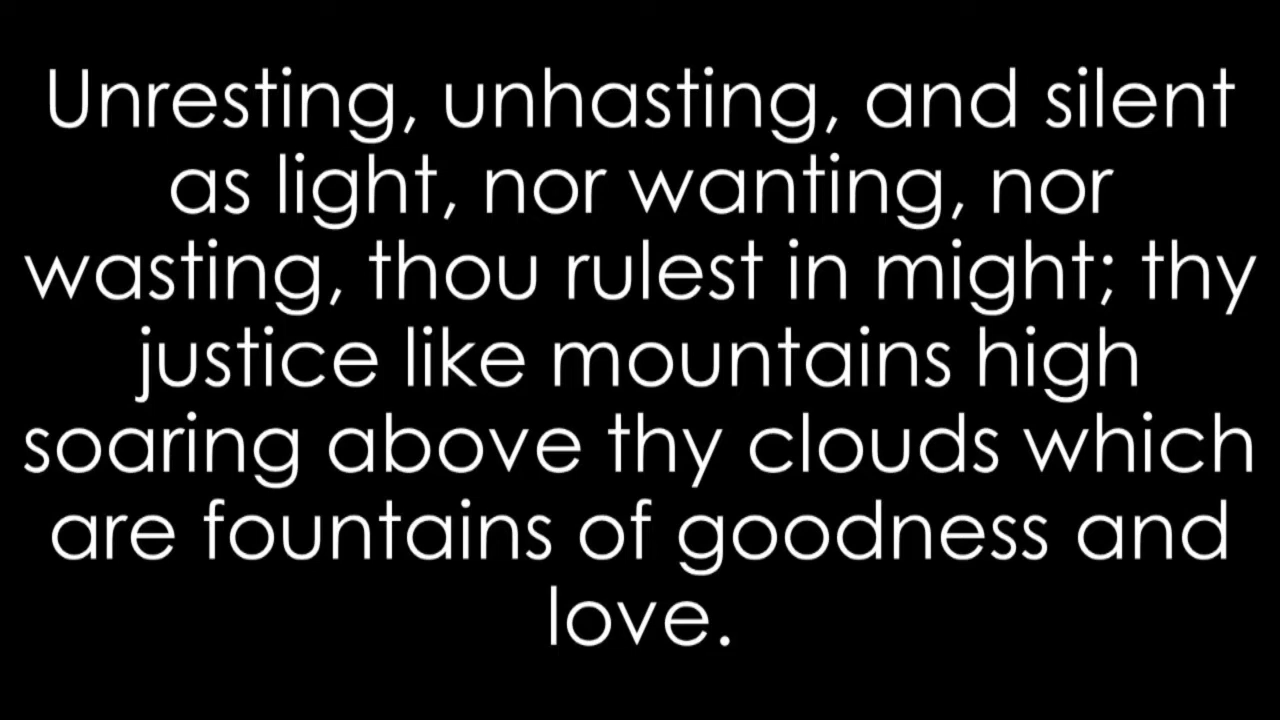 Unresting, unhasting, and silent
as light, nor wanting, nor
wasting, thou rulest in might; thy
justice like mountains high
soaring above thy clouds which
are fountains of goodness and
love.